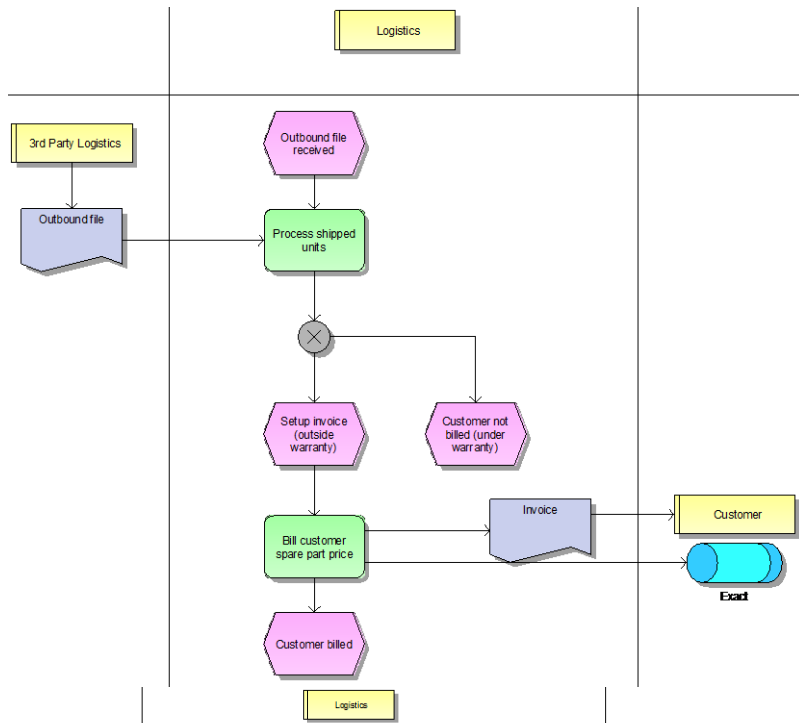 Logistics
3rd Party Logistics
Outbound file
received
Outbound file
Process shipped
units
Setup invoice
(outside
warranty)
Customer not
billed (under
warranty)
Bill customer
spare part price
Invoice
Customer
Exact
Customer billed
Logistics